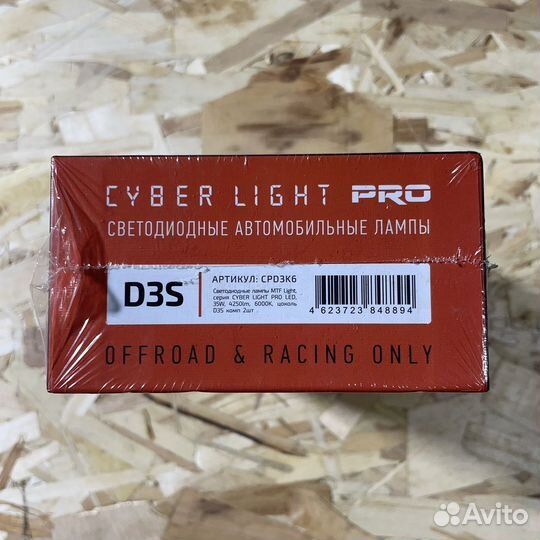 CYBER LIGHT PRO
СВЕТОДИОДНЫЕ АВТОМОБИЛЬНЫЕ ЛАМПЫ
D3S
АРТИКУЛ: CPD3K6
Светодиодные лампы MTF Light,
серия CYBER LIGHT PRO LED,
35W, 4250lm, 6000K, цоколь
D3S комп 2шт
4 623723 848894
OFFROAD & RACING ONLY
Avito